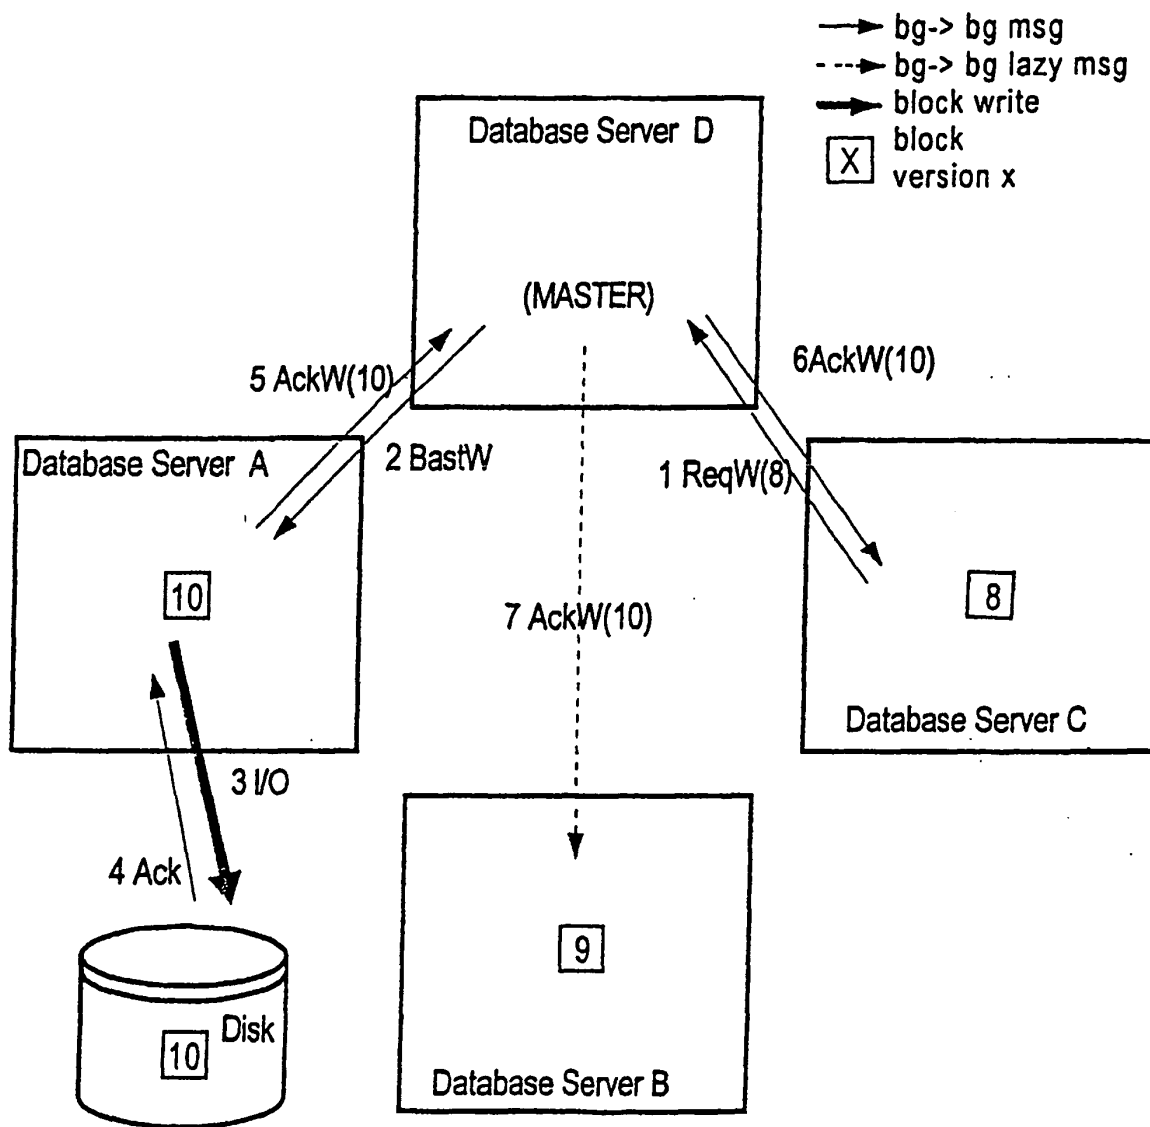 bg-> bg msg
bg-> bg lazy msg
block write
X
block
version x
Database Server D
(MASTER)
5 AckW(10)
2 BastW
6AckW(10)
1 ReqW(8)
Database Server A
10
7 AckW(10)
8
Database Server C
3 I/O
4 Ack
Disk
10
9
Database Server B